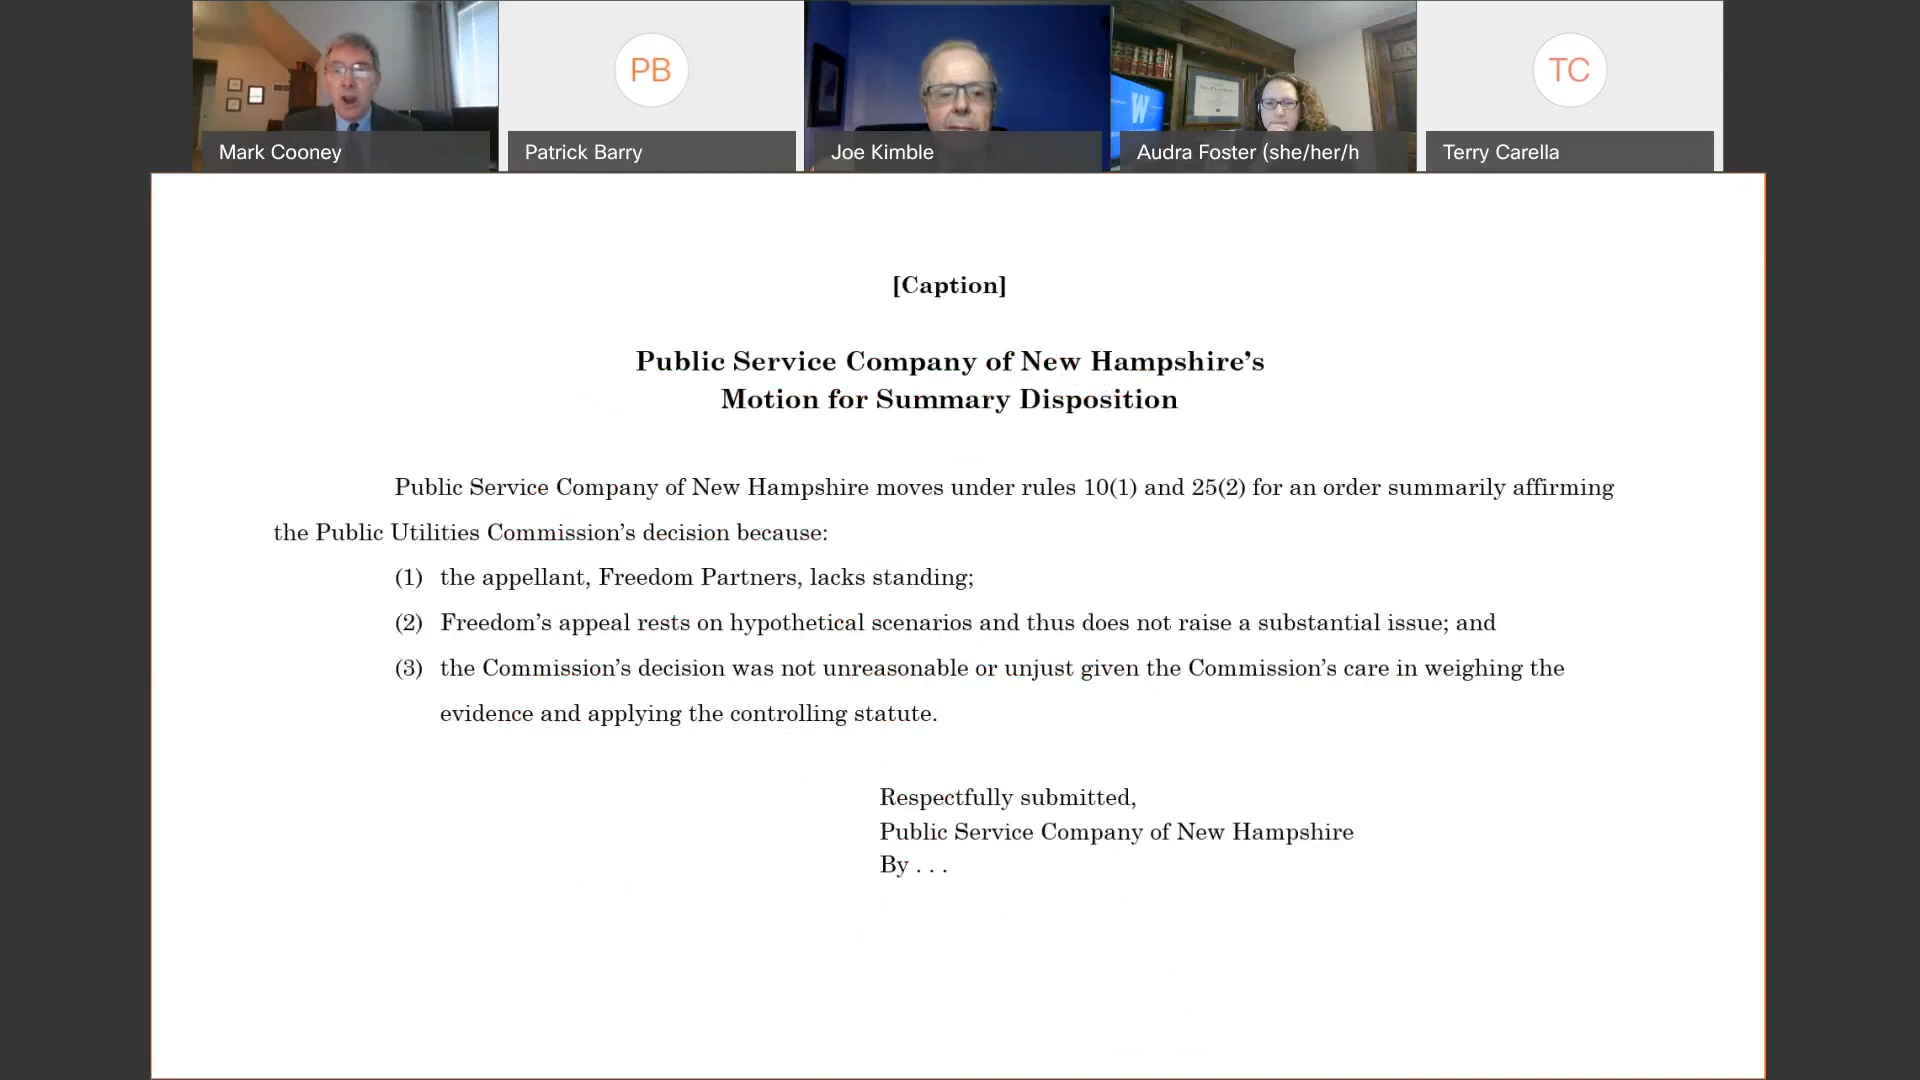 PB
TC
Mark Cooney
Patrick Barry
Joe Kimble
Audra Foster (she/her/h
Terry Carella
W
[Caption]
Public Service Company of New Hampshire’s
Motion for Summary Disposition
Public Service Company of New Hampshire moves under rules 10(1) and 25(2) for an order summarily affirming
the Public Utilities Commission’s decision because:
(1) the appellant, Freedom Partners, lacks standing;
(2) Freedom’s appeal rests on hypothetical scenarios and thus does not raise a substantial issue; and
(3) the Commission’s decision was not unreasonable or unjust given the Commission’s care in weighing the
evidence and applying the controlling statute.
Respectfully submitted,
Public Service Company of New Hampshire
By . . .